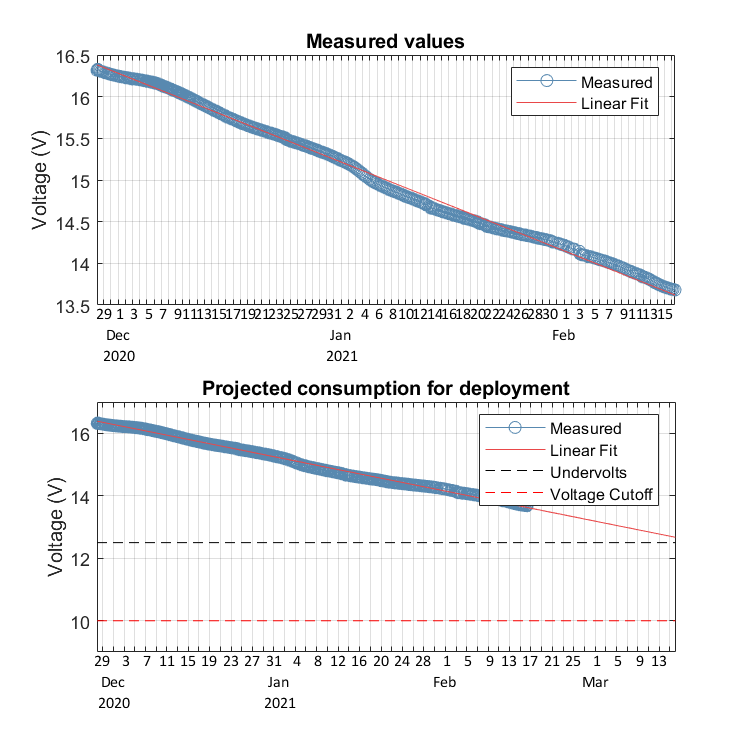 Measured values
16.5
16
15.5
15
14.5
14
13.5
Voltage (V)
Measured
Linear Fit
29 1 3 5 7 9 11 13 15 17 19 21 23 25 27 29 31 2 4 6 8 10 12 14 16 18 20 22 24 26 28 30 1 3 5 7 9 11 13 15
Dec Jan Feb
2020 2021
Projected consumption for deployment
16
14
12
10
Voltage (V)
Measured
Linear Fit
Undervolts
Voltage Cutoff
29 3 7 11 15 19 23 27 31 4 8 12 16 20 24 28 1 5 9 13 17 21 25 1 5 9 13
Dec Jan Feb Mar
2020 2021